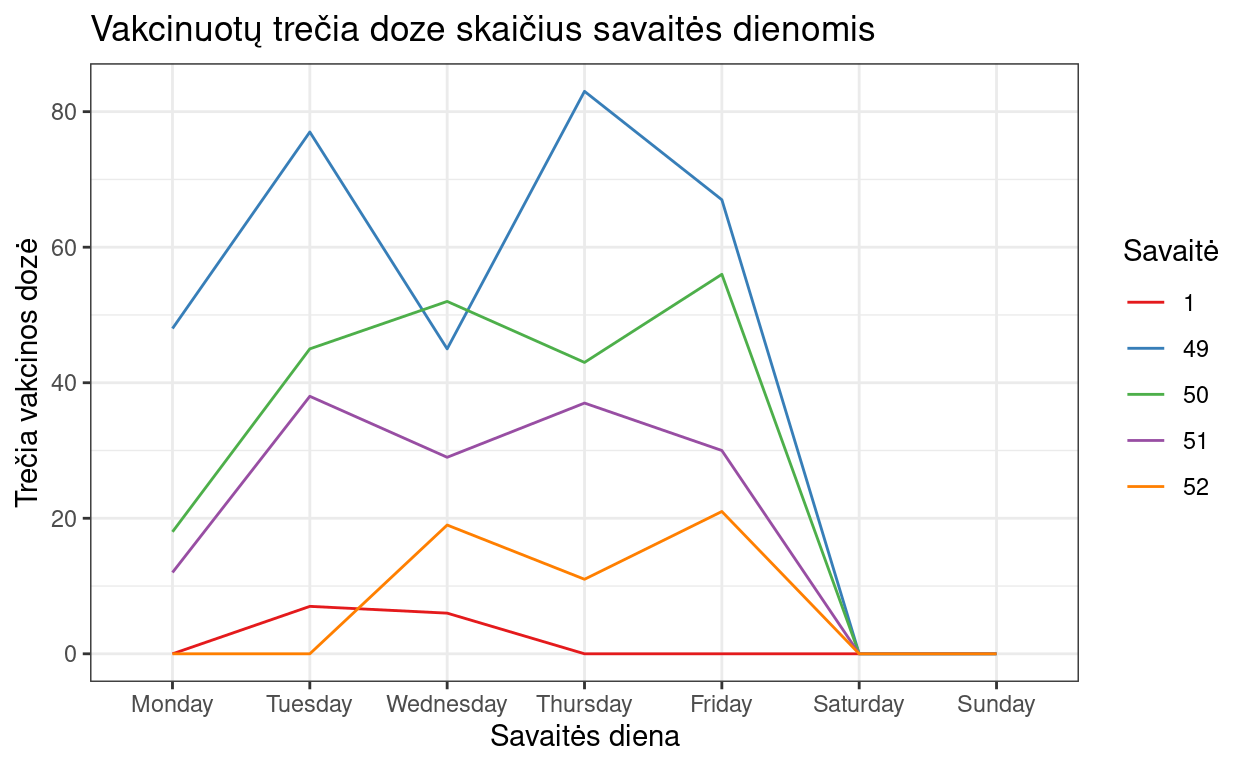 Vakcinuotų trečia doze skaičius savaitės dienomis
Trečia vakcinos dozė
80
60
40
20
0
Monday
Tuesday
Wednesday
Thursday
Friday
Saturday
Sunday
Savaitės diena
Savaitė
1
49
50
51
52